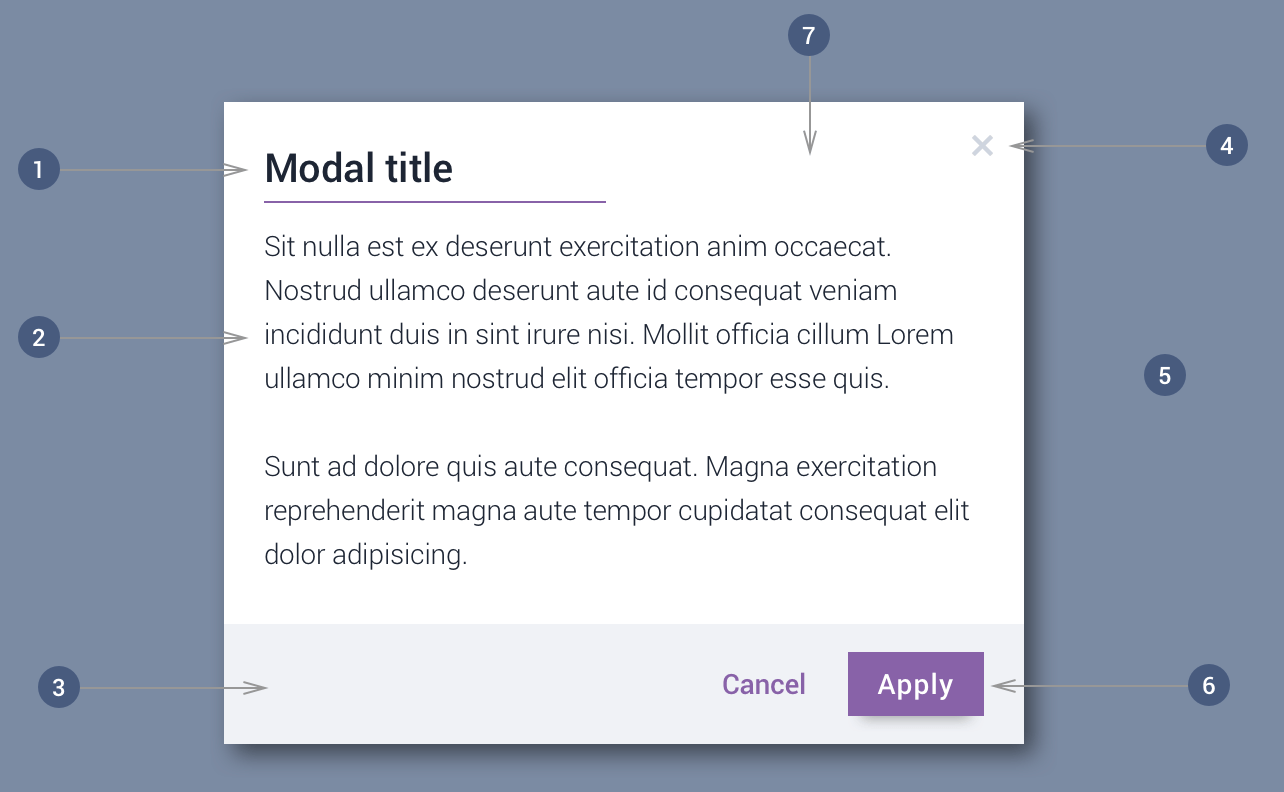 7
4
1
Modal title
Sit nulla est ex deserunt exercitation anim occaecat.
Nostrud ullamco deserunt aute id consequat veniam
2
incididunt duis in sint irure nisi. Mollit officia cillum Lorem
ullamco minim nostrud elit officia tempor esse quis.
5
Sunt ad dolore quis aute consequat. Magna exercitation
reprehenderit magna aute tempor cupidatat consequat elit
dolor adipisicing.
3
Cancel
Apply
6